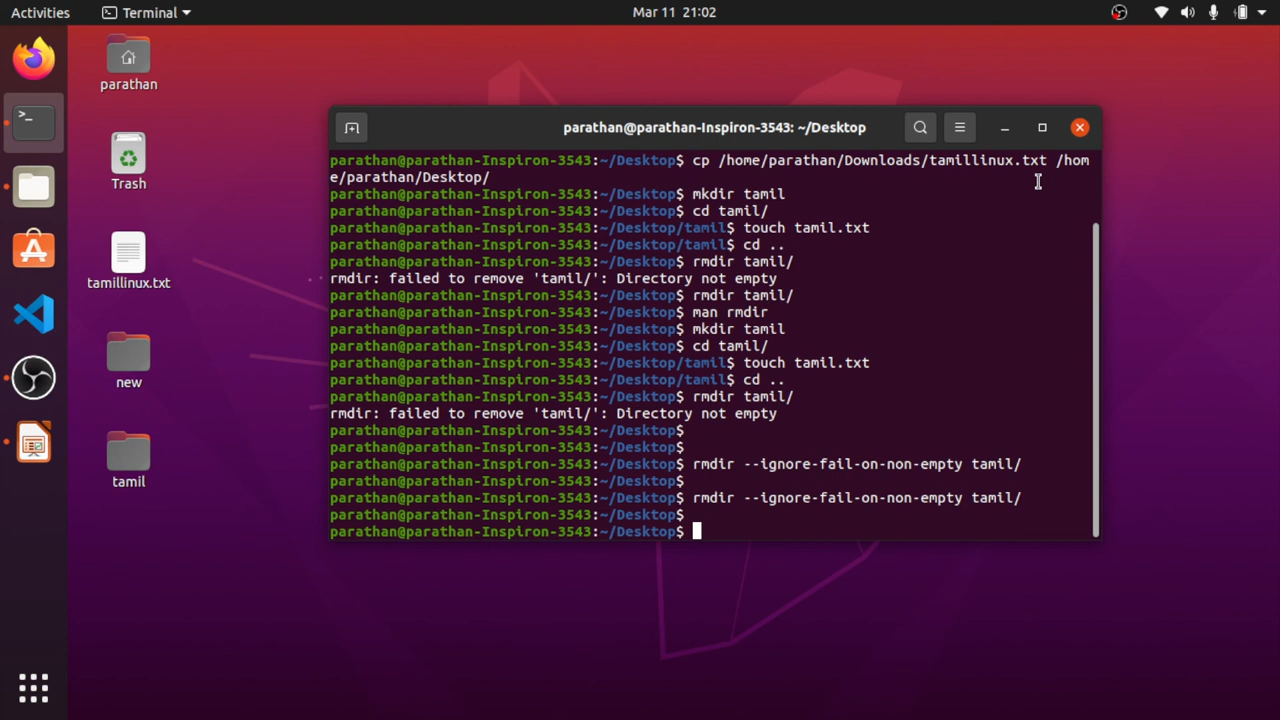 Activities
Terminal
Mar 11 21:02
parathan
Trash
tamillinux.txt
new
tamil
parathan@parathan-Inspiron-3543: ~/Desktop
parathan@parathan-Inspiron-3543:~/Desktop$ cp /home/parathan/Downloads/tamillinux.txt /hom
e/parathan/Desktop/
parathan@parathan-Inspiron-3543:~/Desktop$ mkdir tamil
parathan@parathan-Inspiron-3543:~/Desktop$ cd tamil/
parathan@parathan-Inspiron-3543:~/Desktop/tamil$ touch tamil.txt
parathan@parathan-Inspiron-3543:~/Desktop/tamil$ cd ..
parathan@parathan-Inspiron-3543:~/Desktop$ rmdir tamil/
rmdir: failed to remove 'tamil/': Directory not empty
parathan@parathan-Inspiron-3543:~/Desktop$ rmdir tamil/
parathan@parathan-Inspiron-3543:~/Desktop$ man rmdir
parathan@parathan-Inspiron-3543:~/Desktop$ mkdir tamil
parathan@parathan-Inspiron-3543:~/Desktop$ cd tamil/
parathan@parathan-Inspiron-3543:~/Desktop/tamil$ touch tamil.txt
parathan@parathan-Inspiron-3543:~/Desktop/tamil$ cd ..
parathan@parathan-Inspiron-3543:~/Desktop$ rmdir tamil/
rmdir: failed to remove 'tamil/': Directory not empty
parathan@parathan-Inspiron-3543:~/Desktop$
parathan@parathan-Inspiron-3543:~/Desktop$
parathan@parathan-Inspiron-3543:~/Desktop$ rmdir --ignore-fail-on-non-empty tamil/
parathan@parathan-Inspiron-3543:~/Desktop$
parathan@parathan-Inspiron-3543:~/Desktop$ rmdir --ignore-fail-on-non-empty tamil/
parathan@parathan-Inspiron-3543:~/Desktop$
parathan@parathan-Inspiron-3543:~/Desktop$